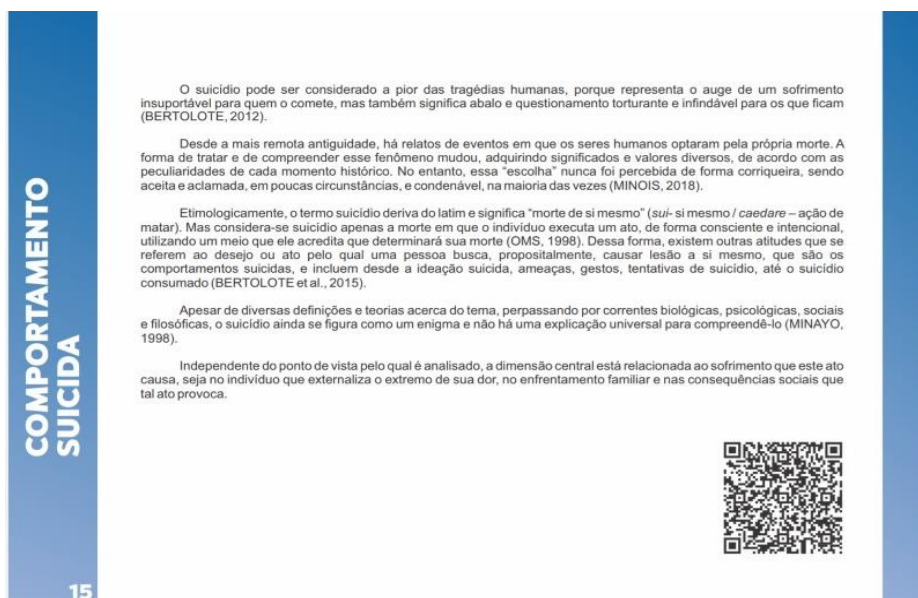 COMPORTAMENTO
SUICIDA
O suicídio pode ser considerado a pior das tragédias humanas, porque representa o auge de um sofrimento
insuportável para quem o comete, mas também significa abalo e questionamento torturante e infindável para os que ficam
(BERTOLOTE, 2012).
Desde a mais remota antiguidade, há relatos de eventos em que os seres humanos optaram pela própria morte. A
forma de tratar e de compreender esse fenômeno mudou, adquirindo significados e valores diversos, de acordo com as
peculiaridades de cada momento histórico. No entanto, essa “escolha” nunca foi percebida de forma corriqueira, sendo
aceita e aclamada, em poucas circunstâncias, e condenável, na maioria das vezes (MINOIS, 2018).
Etimologicamente, o termo suicídio deriva do latim e significa “morte de si mesmo” (sui- si mesmo / caedare – ação de
matar). Mas considera-se suicídio apenas a morte em que o indivíduo executa um ato, de forma consciente e intencional,
utilizando um meio que ele acredita que determinará sua morte (OMS, 1998). Dessa forma, existem outras atitudes que se
referem ao desejo ou ato pelo qual uma pessoa busca, propositalmente, causar lesão a si mesmo, que são os
comportamentos suicidas, e incluem desde a ideação suicida, ameaças, gestos, tentativas de suicídio, até o suicídio
consumado (BERTOLOTE et al., 2015).
Apesar de diversas definições e teorias acerca do tema, perpassando por correntes biológicas, psicológicas, sociais
e filosóficas, o suicídio ainda se figura como um enigma e não há uma explicação universal para compreendê-lo (MINAYO,
1998).
Independente do ponto de vista pelo qual é analisado, a dimensão central está relacionada ao sofrimento que este ato
causa, seja no indivíduo que externaliza o extremo de sua dor, no enfrentamento familiar e nas consequências sociais que
tal ato provoca.
15